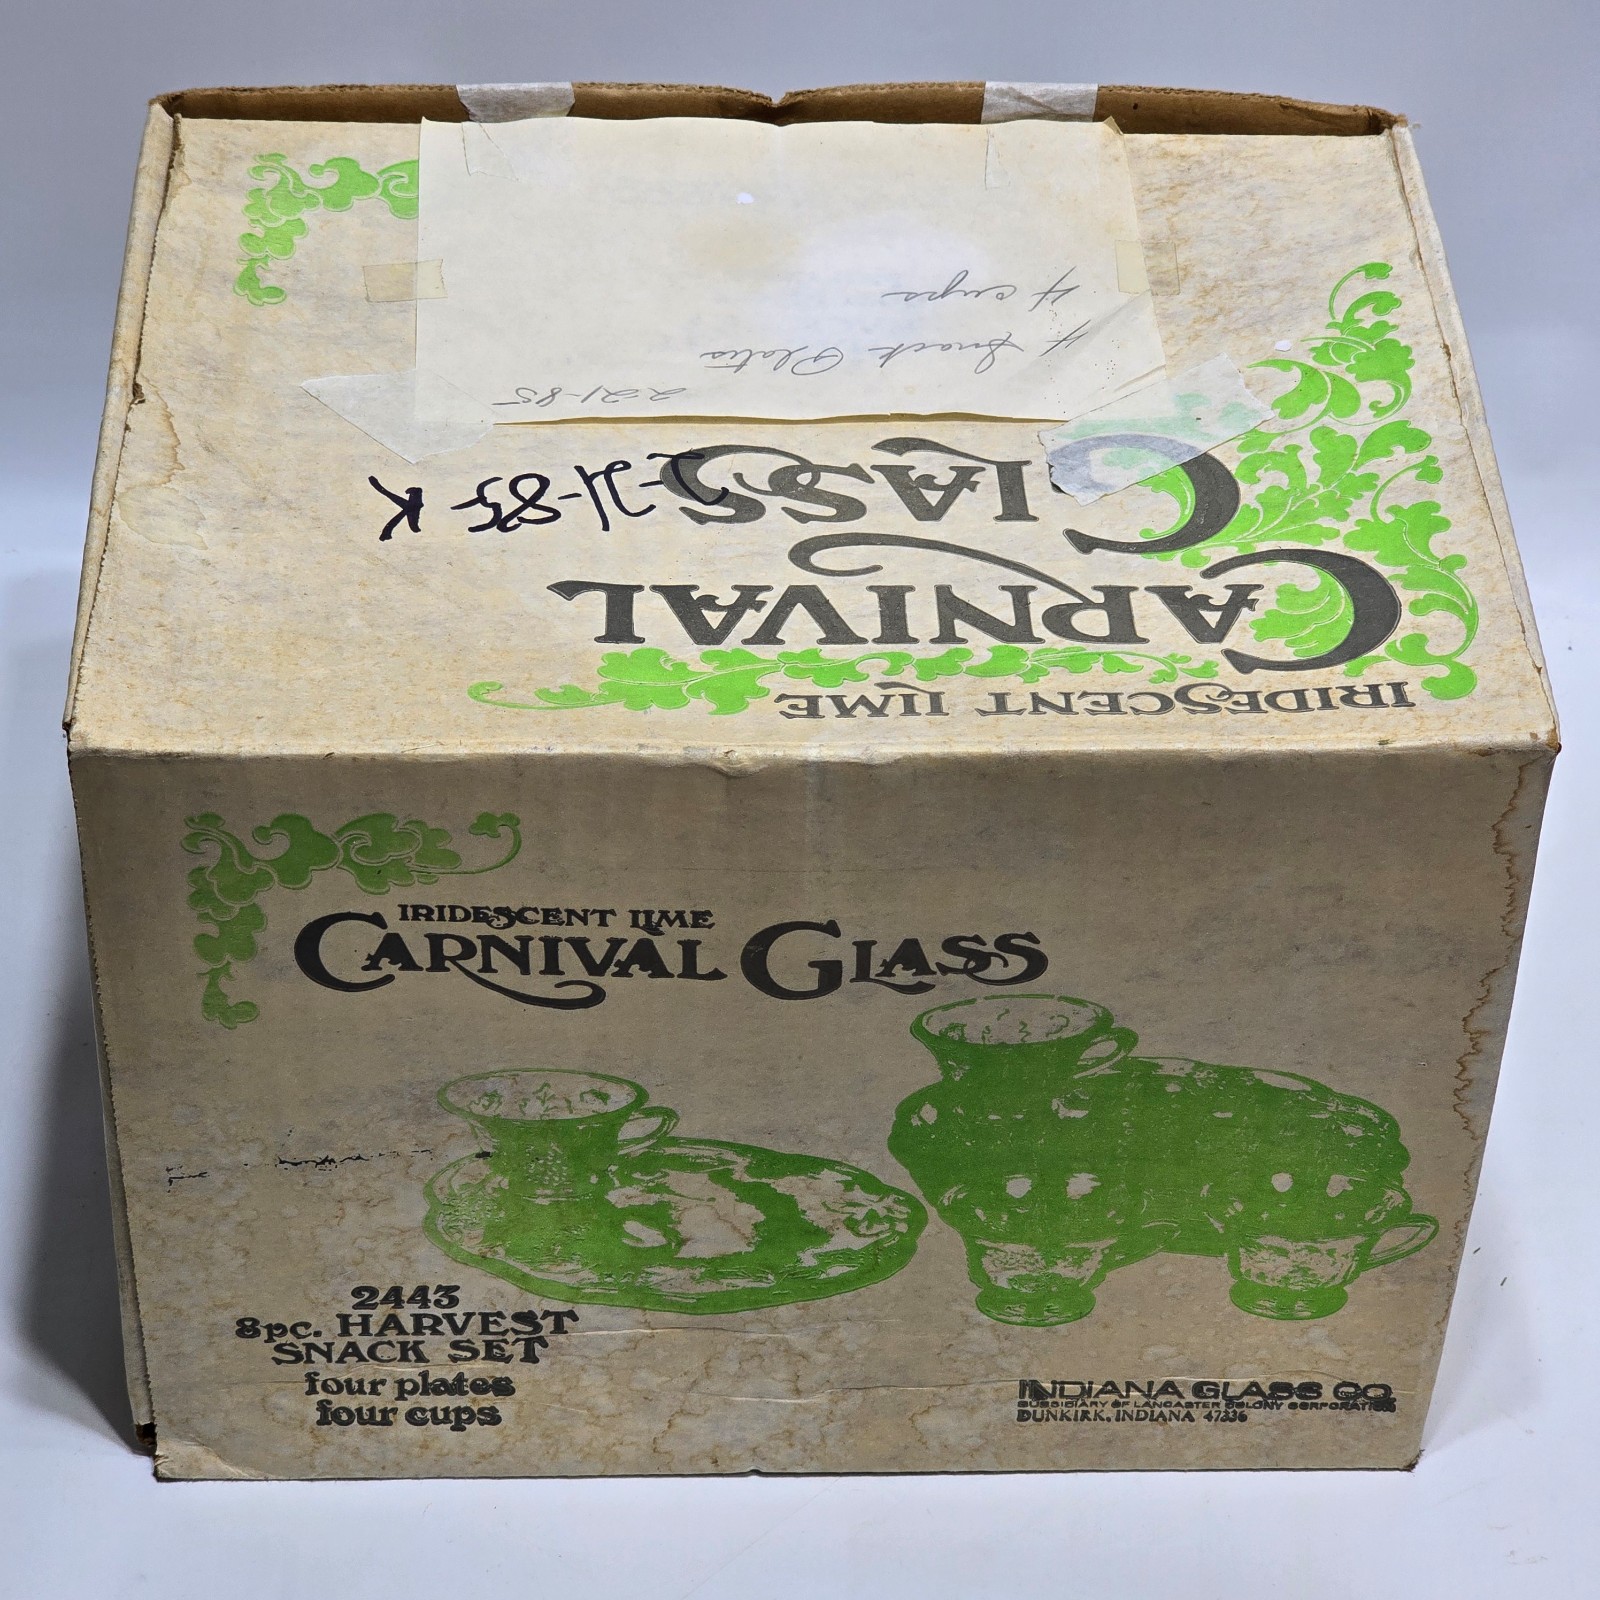 4 cups
4 Snack Plates
2-21-85
2-21-85-K
IRIDESCENT LIME
CARNIVAL
GLASS
IRIDESCENT LIME
CARNIVAL GLASS
2443
8pc. HARVEST
SNACK SET
four plates
four cups
INDIANA GLASS CO.
SUBSIDIARY OF LANCASTER COLONY CORPORATION
DUNKIRK, INDIANA 47336